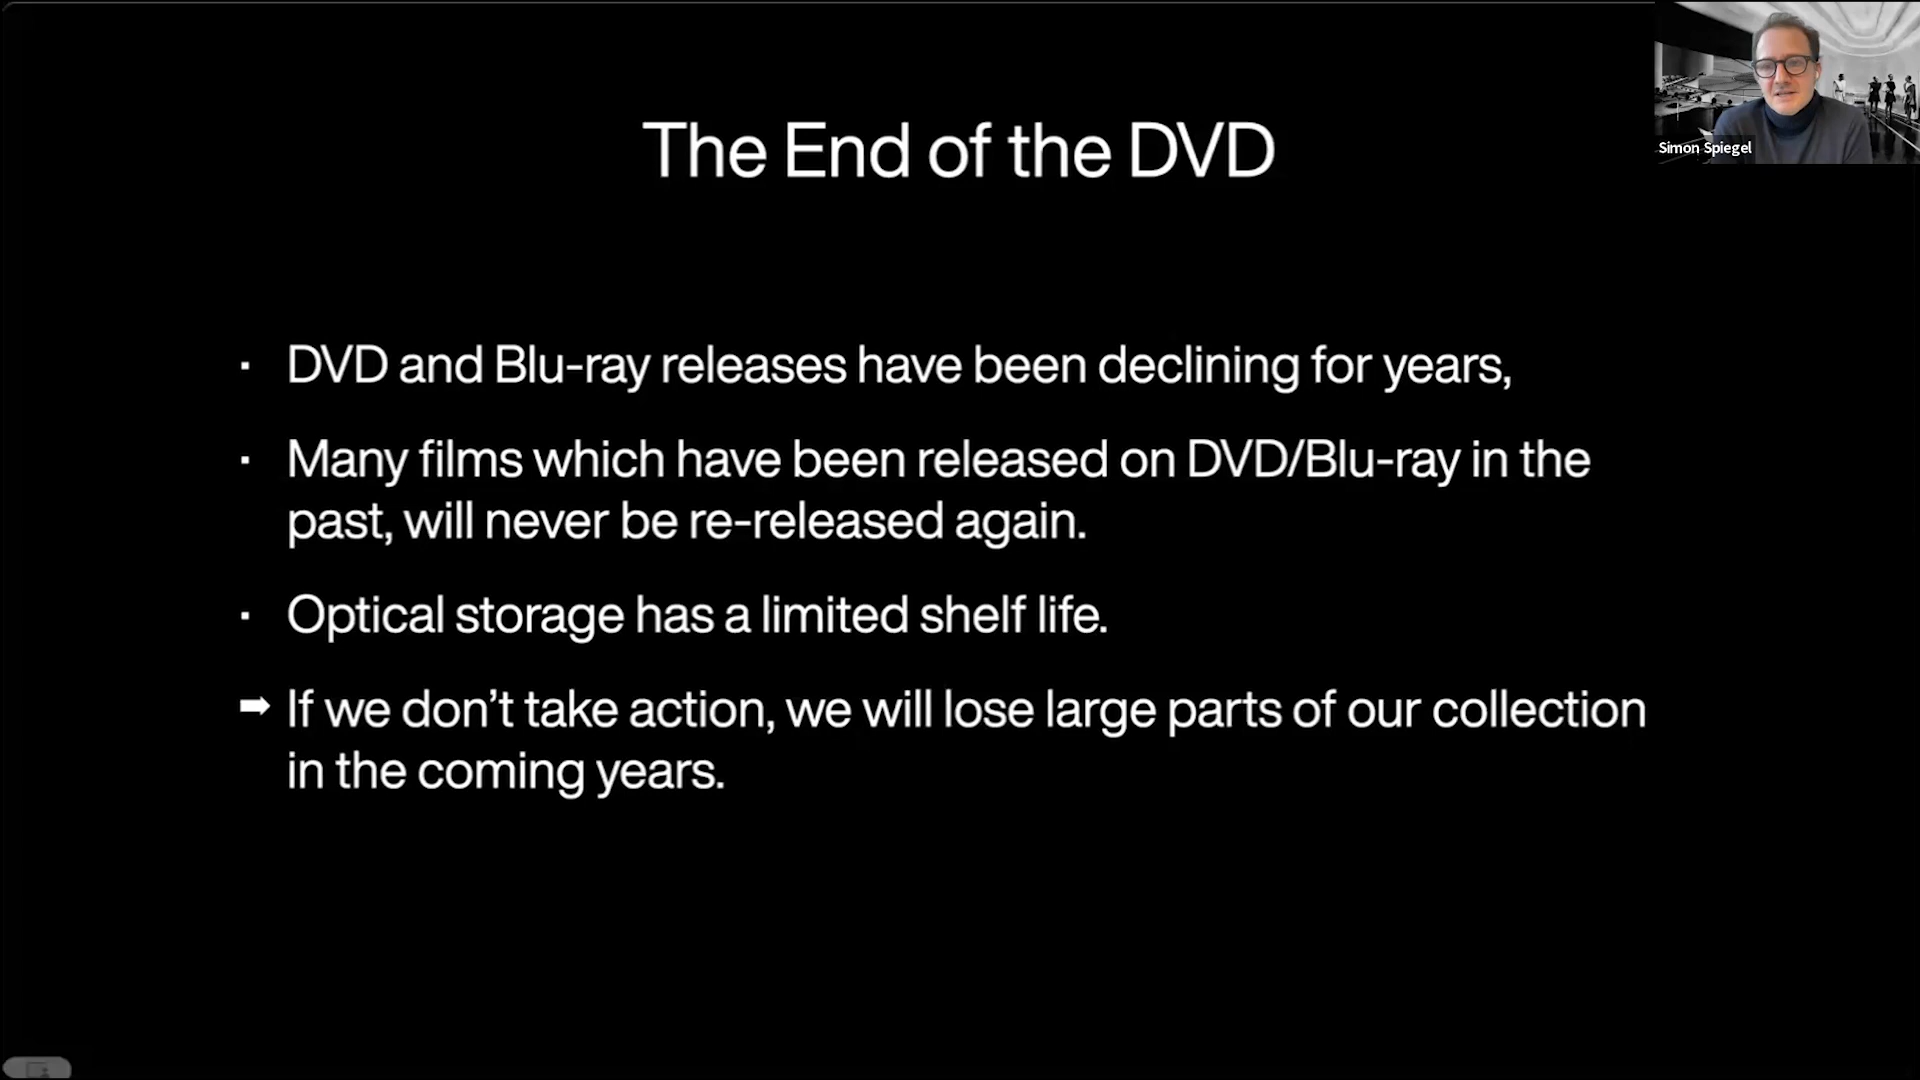 The End of the DVD
Simon Spiegel
· DVD and Blu-ray releases have been declining for years,
· Many films which have been released on DVD/Blu-ray in the
past, will never be re-released again.
· Optical storage has a limited shelf life.
➡ If we don’t take action, we will lose large parts of our collection
in the coming years.